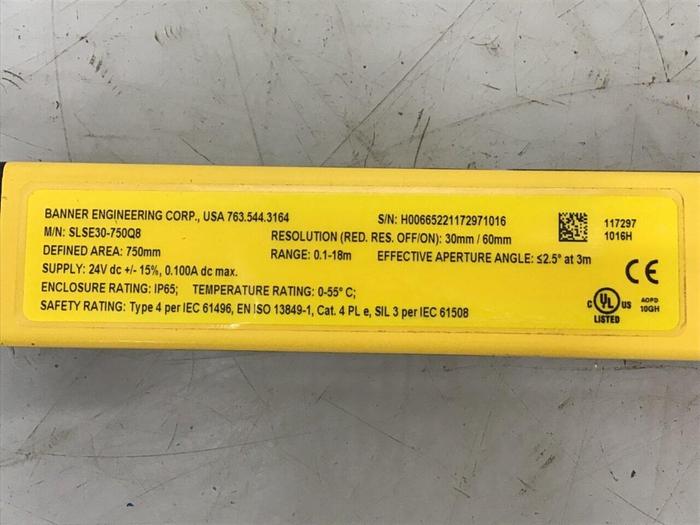 BANNER ENGINEERING CORP., USA 763.544.3164
S/N: H00665221172971016
117297
1016H
M/N: SLSE30-750Q8
RESOLUTION (RED. RES. OFF/ON): 30mm / 60mm
DEFINED AREA: 750mm
RANGE: 0.1-18m
EFFECTIVE APERTURE ANGLE: ≤2.5° at 3m
SUPPLY: 24V dc +/- 15%, 0.100A dc max.
ENCLOSURE RATING: IP65; TEMPERATURE RATING: 0-55° C;
SAFETY RATING: Type 4 per IEC 61496, EN ISO 13849-1, Cat. 4 PL e, SIL 3 per IEC 61508
CE
C UL US
LISTED
AOPD
10GH